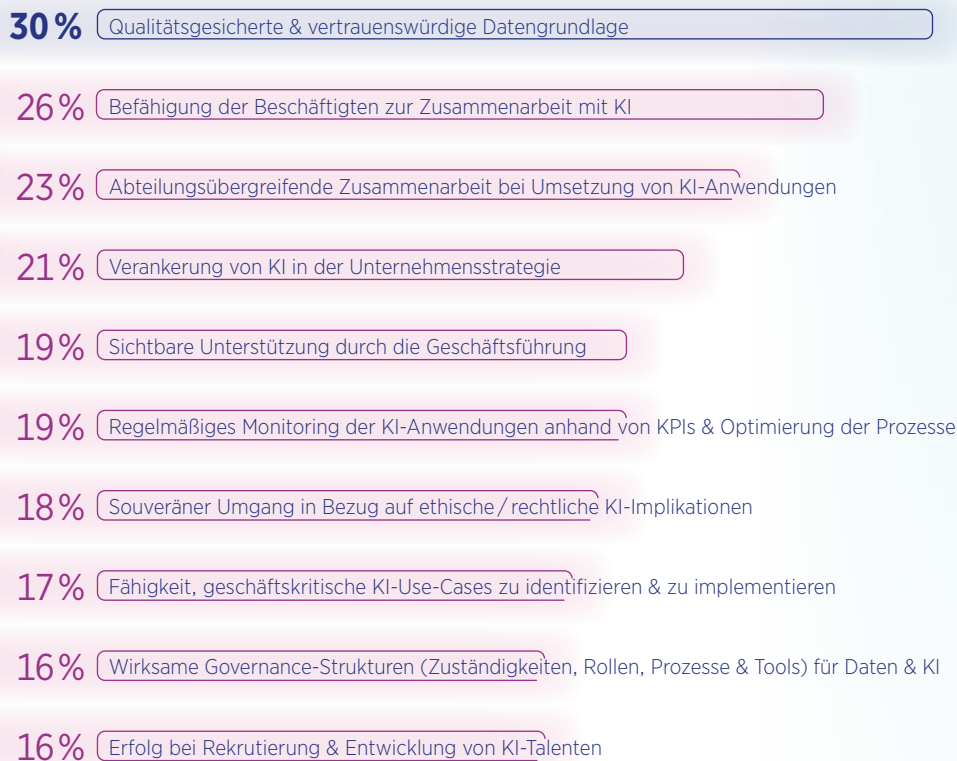 30 % Qualitätsgesicherte & vertrauenswürdige Datengrundlage
26 % Befähigung der Beschäftigten zur Zusammenarbeit mit KI
23 % Abteilungsübergreifende Zusammenarbeit bei Umsetzung von KI-Anwendungen
21 % Verankerung von KI in der Unternehmensstrategie
19 % Sichtbare Unterstützung durch die Geschäftsführung
19 % Regelmäßiges Monitoring der KI-Anwendungen anhand von KPIs & Optimierung der Prozesse
18 % Souveräner Umgang in Bezug auf ethische / rechtliche KI-Implikationen
17 % Fähigkeit, geschäftskritische KI-Use-Cases zu identifizieren & zu implementieren
16 % Wirksame Governance-Strukturen (Zuständigkeiten, Rollen, Prozesse & Tools) für Daten & KI
16 % Erfolg bei Rekrutierung & Entwicklung von KI-Talenten